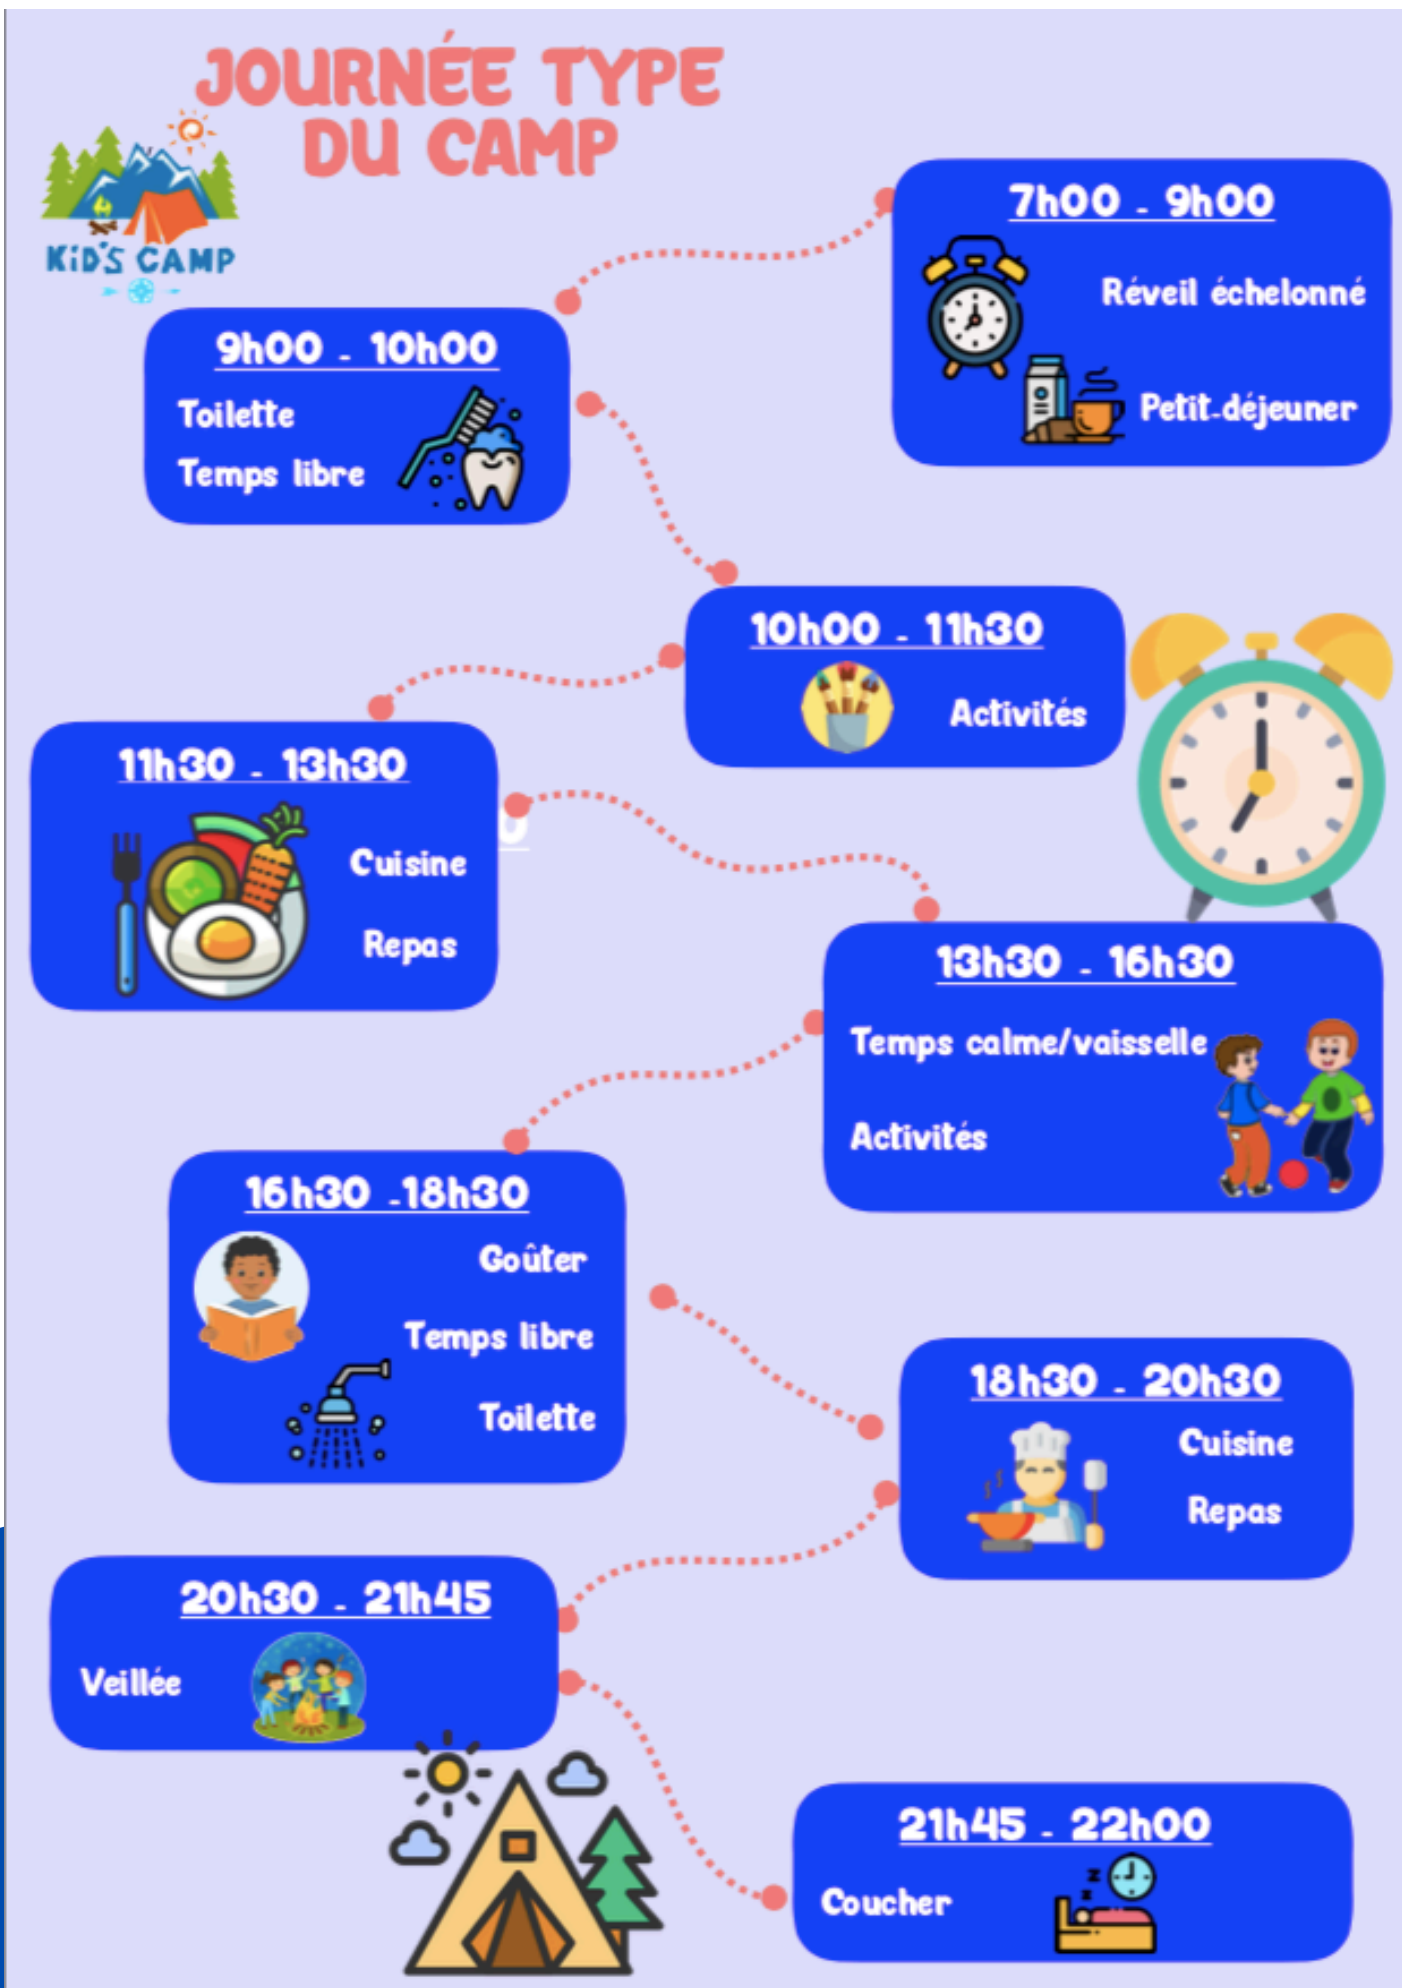 JOURNÉE TYPE
DU CAMP
KiD'S CAMP
7h00 - 9h00
Réveil échelonné
Petit-déjeuner
9h00 - 10h00
Toilette
Temps libre
10h00 - 11h30
Activités
11h30 - 13h30
Cuisine
Repas
13h30 - 16h30
Temps calme/vaisselle
Activités
16h30 -18h30
Goûter
Temps libre
Toilette
18h30 - 20h30
Cuisine
Repas
20h30 - 21h45
Veillée
21h45 - 22h00
Coucher